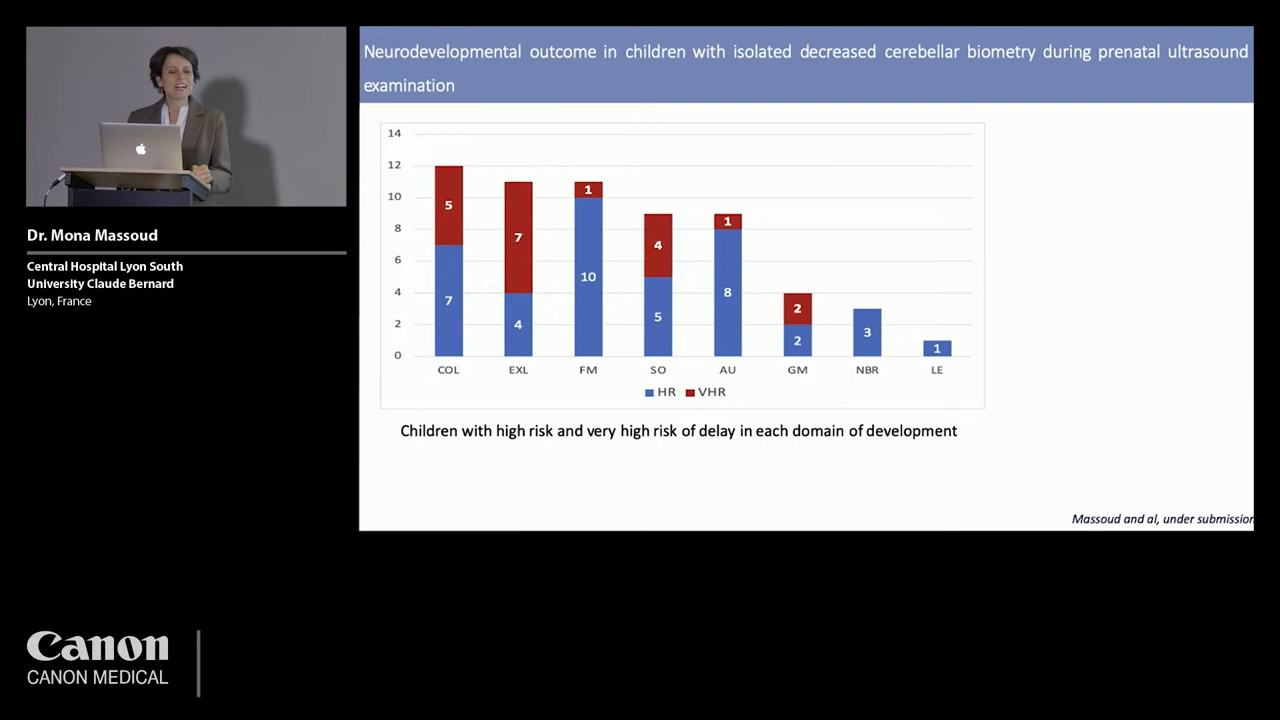 Neurodevelopmental outcome in children with isolated decreased cerebellar biometry during prenatal ultrasound
examination
Dr. Mona Massoud
Central Hospital Lyon South
University Claude Bernard
Lyon, France
14
12
10
8
6
4
2
0
5
7
7
4
1
10
4
5
1
8
2
2
3
1
COL EXL FM SO AU GM NBR LE
HR VHR
Children with high risk and very high risk of delay in each domain of development
Massoud and al, under submission
Canon
CANON MEDICAL